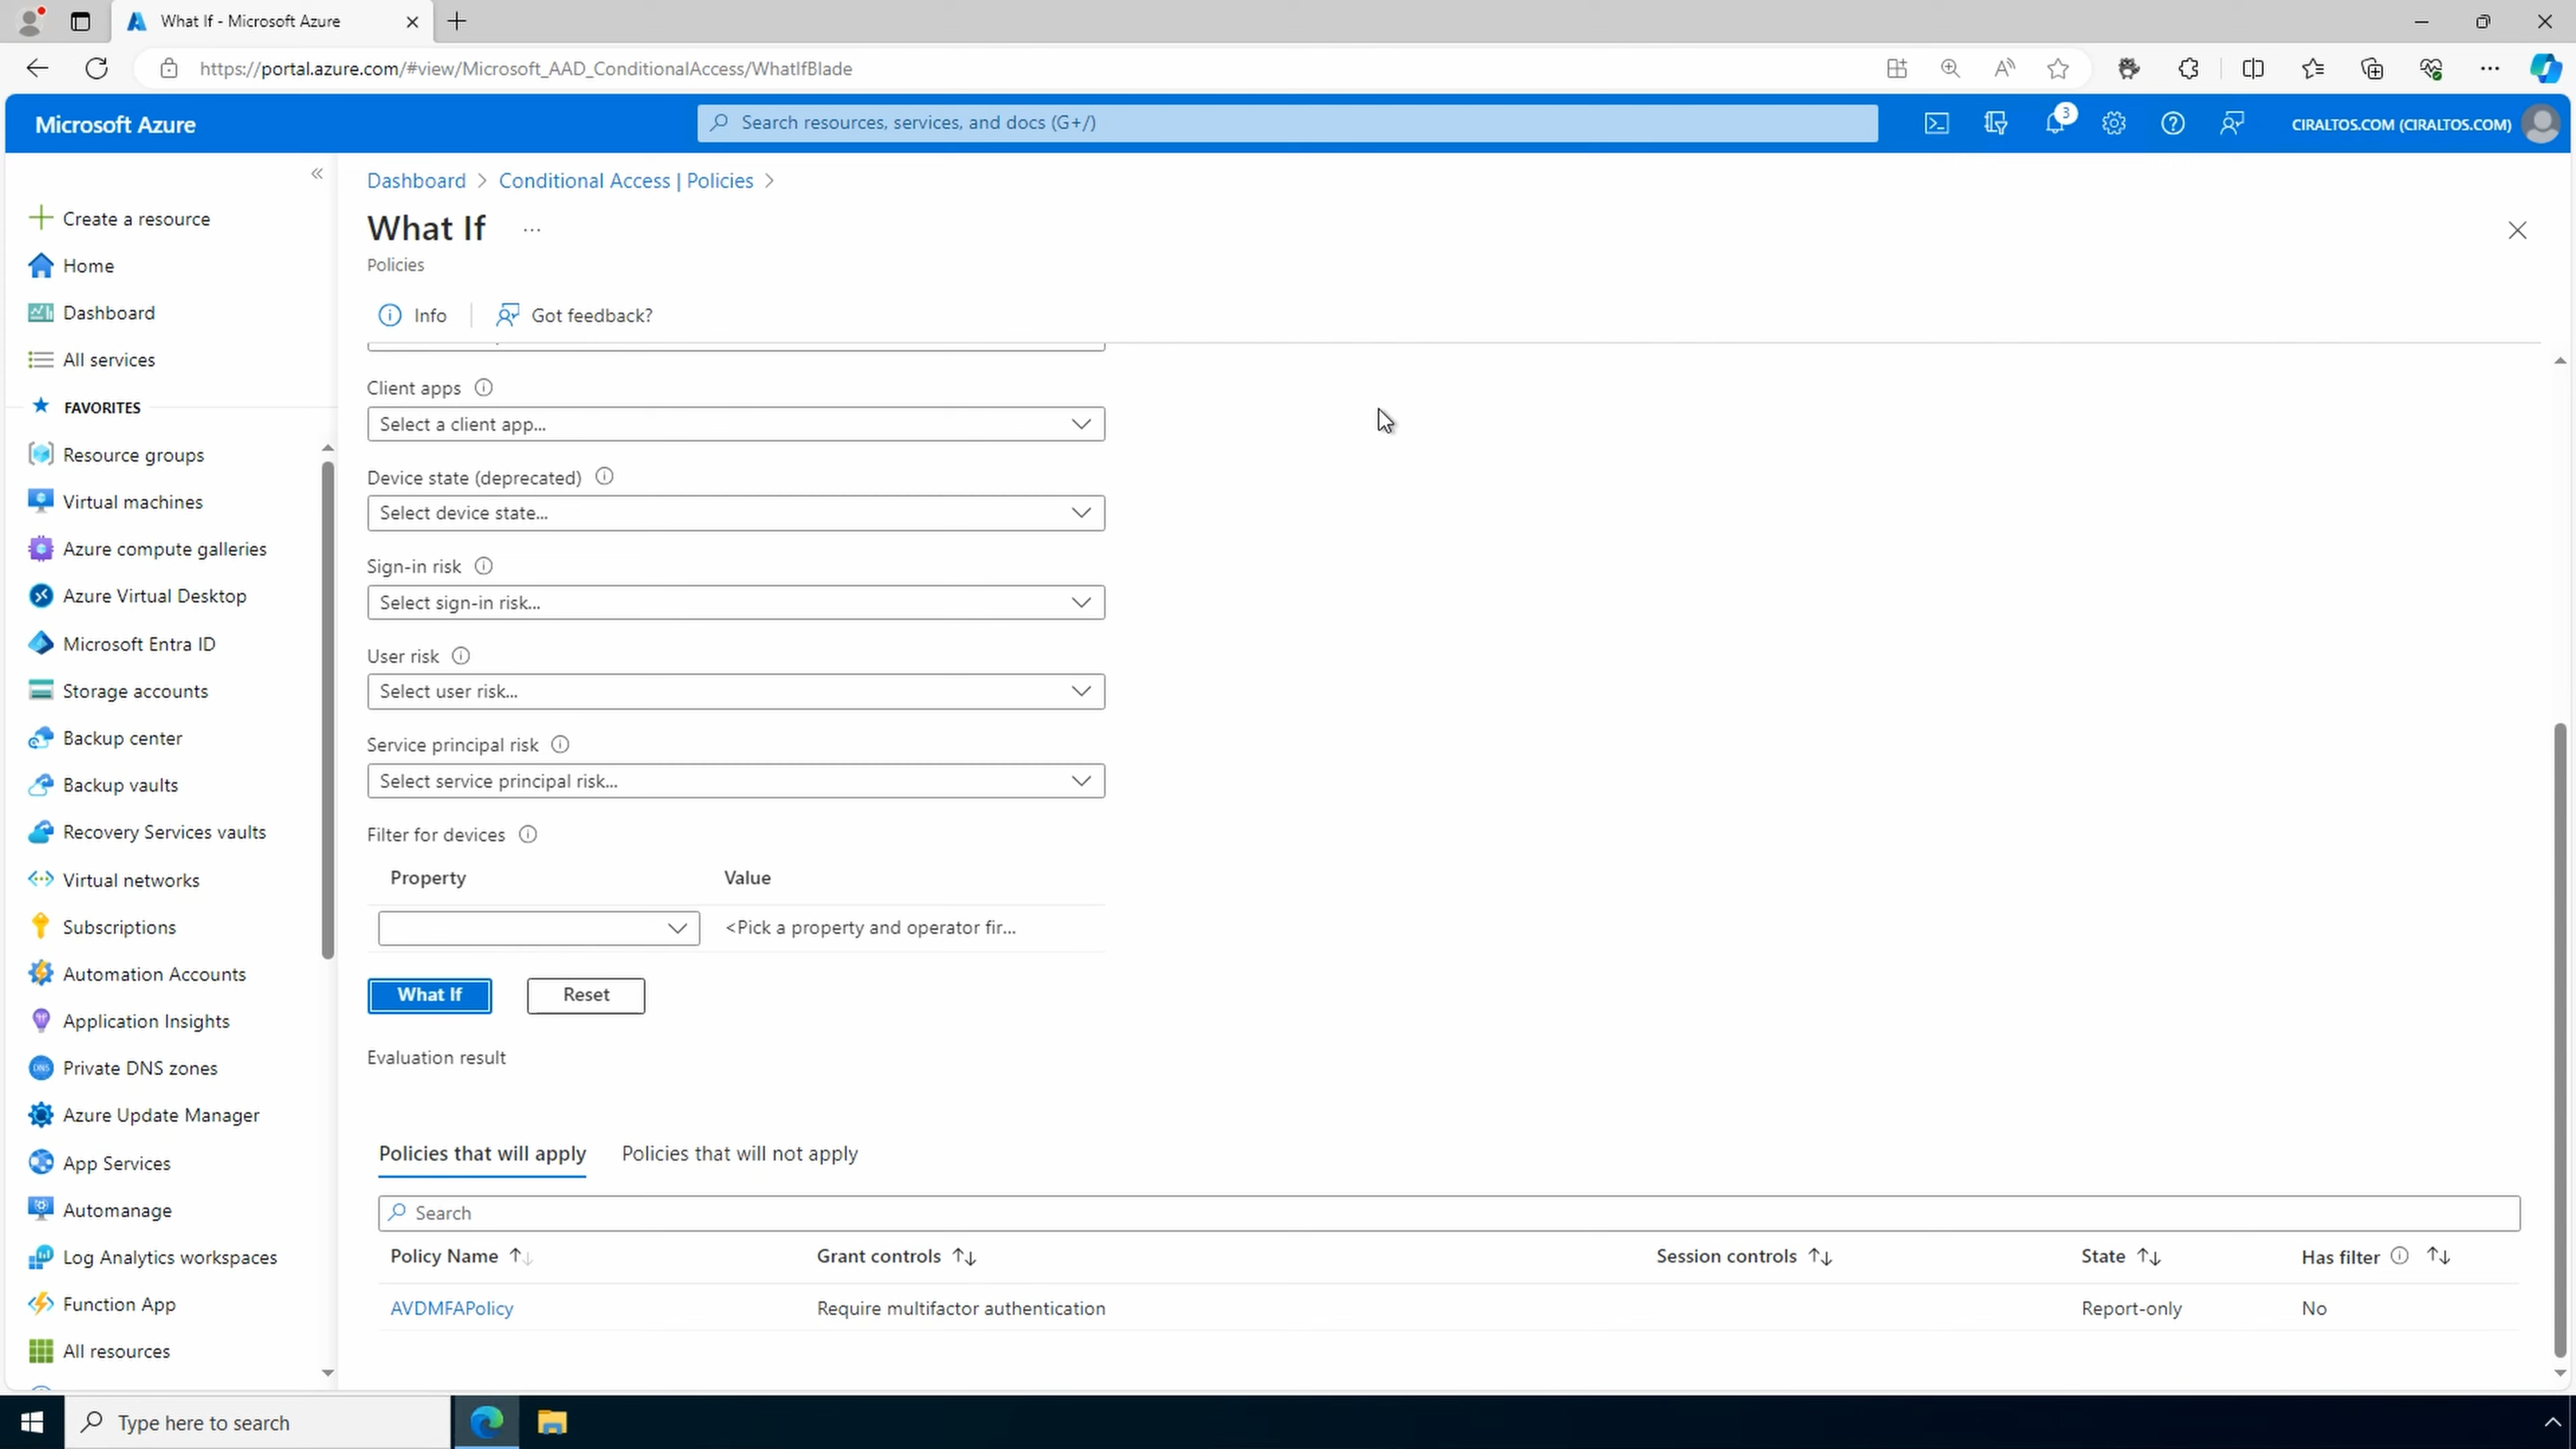 What If - Microsoft Azure
https://portal.azure.com/#view/Microsoft_AAD_ConditionalAccess/WhatIfBlade
Microsoft Azure
Search resources, services, and docs (G+/)
3
CIRALTOS.COM (CIRALTOS.COM)
Create a resource
Home
Dashboard
All services
FAVORITES
Resource groups
Virtual machines
Azure compute galleries
Azure Virtual Desktop
Microsoft Entra ID
Storage accounts
Backup center
Backup vaults
Recovery Services vaults
Virtual networks
Subscriptions
Automation Accounts
Application Insights
DNS
Private DNS zones
Azure Update Manager
App Services
Automanage
Log Analytics workspaces
Function App
All resources
Dashboard > Conditional Access | Policies >
What If ...
Policies
Info
Got feedback?
Client apps
Select a client app...
Device state (deprecated)
Select device state...
Sign-in risk
Select sign-in risk...
User risk
Select user risk...
Service principal risk
Select service principal risk...
Filter for devices
Property Value
<Pick a property and operator fir...
What If Reset
Evaluation result
Policies that will apply Policies that will not apply
Search
Policy Name Grant controls Session controls State Has filter
AVDMFAPolicy Require multifactor authentication Report-only No
Type here to search